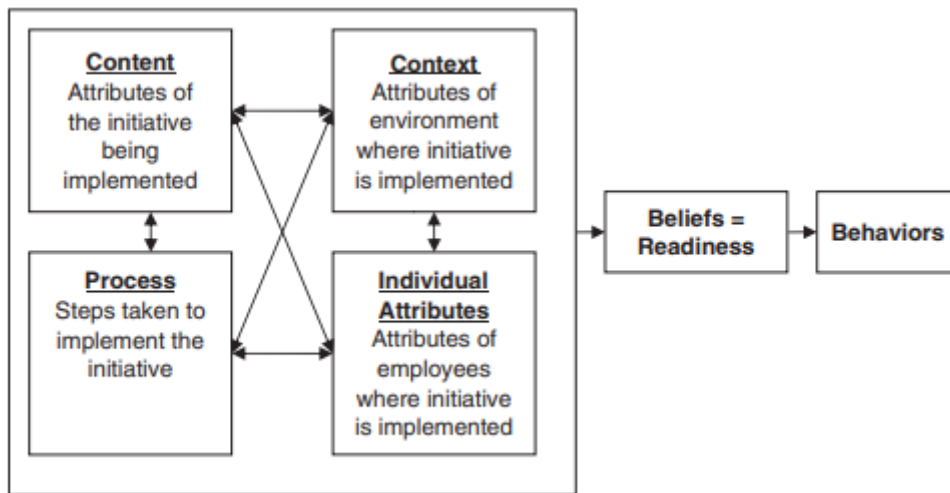 Content
Attributes of
the initiative
being
implemented
Context
Attributes of
environment
where initiative
is implemented
Process
Steps taken to
implement the
initiative
Individual
Attributes
Attributes of
employees
where initiative
is implemented
Beliefs =
Readiness
Behaviors